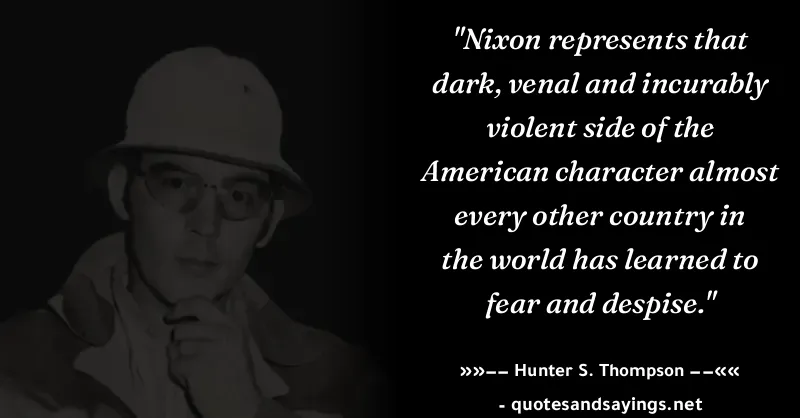 "Nixon represents that
dark, venal and incurably
violent side of the
American character almost
every other country in
the world has learned to
fear and despise."
»»−− Hunter S. Thompson −−««
- quotesandsayings.net